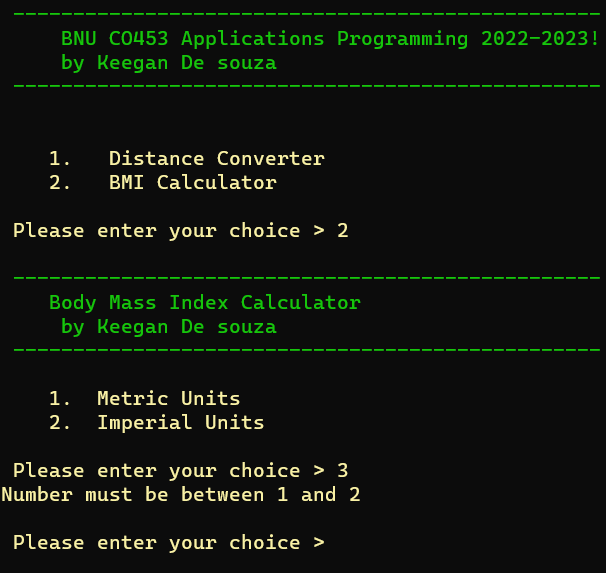 -------------------------------------------------
BNU CO453 Applications Programming 2022-2023!
by Keegan De souza
-------------------------------------------------
1.   Distance Converter
2.   BMI Calculator
Please enter your choice > 2
-------------------------------------------------
Body Mass Index Calculator
by Keegan De souza
-------------------------------------------------
1.  Metric Units
2.  Imperial Units
Please enter your choice > 3
Number must be between 1 and 2
Please enter your choice >